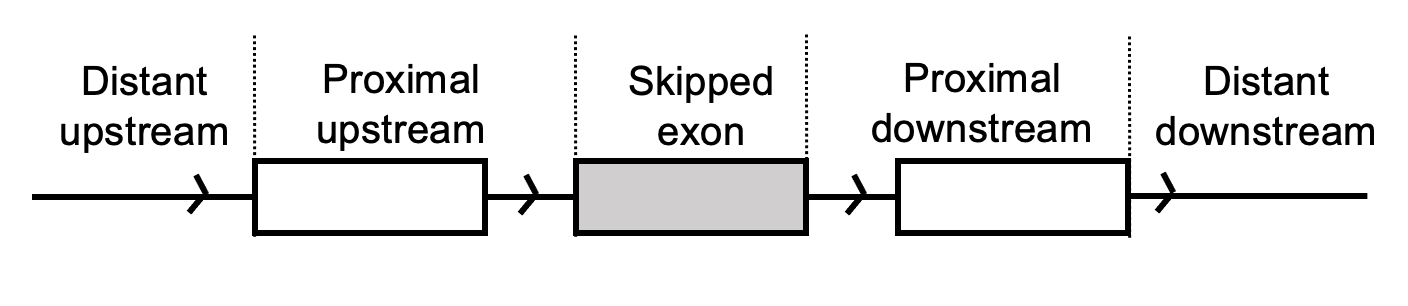 Distant
upstream
Proximal
upstream
Skipped
exon
Proximal
downstream
Distant
downstream